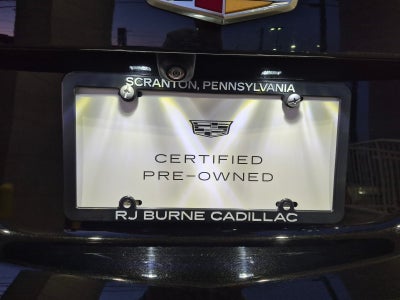 SCRANTON, PENNSYLVANIA
CERTIFIED
PRE-OWNED
RJ BURNE CADILLAC